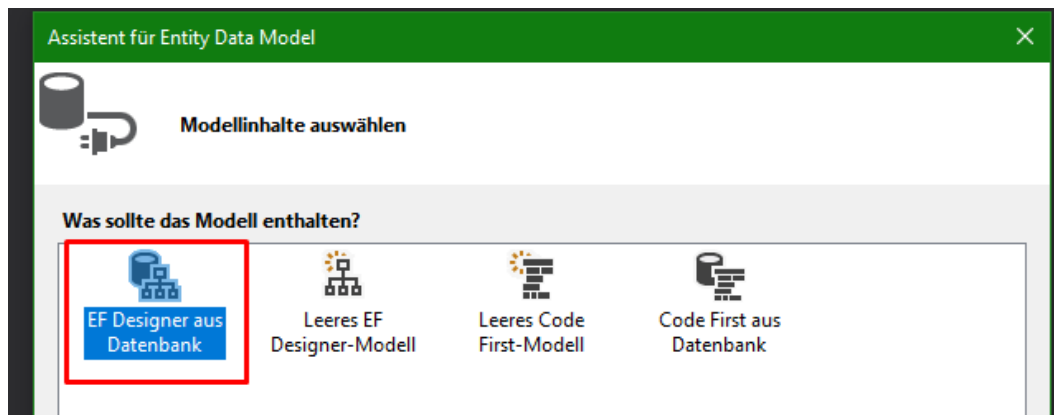 Assistent für Entity Data Model
Modellinhalte auswählen
Was sollte das Modell enthalten?
EF Designer aus
Datenbank
Leeres EF
Designer-Modell
Leeres Code
First-Modell
Code First aus
Datenbank